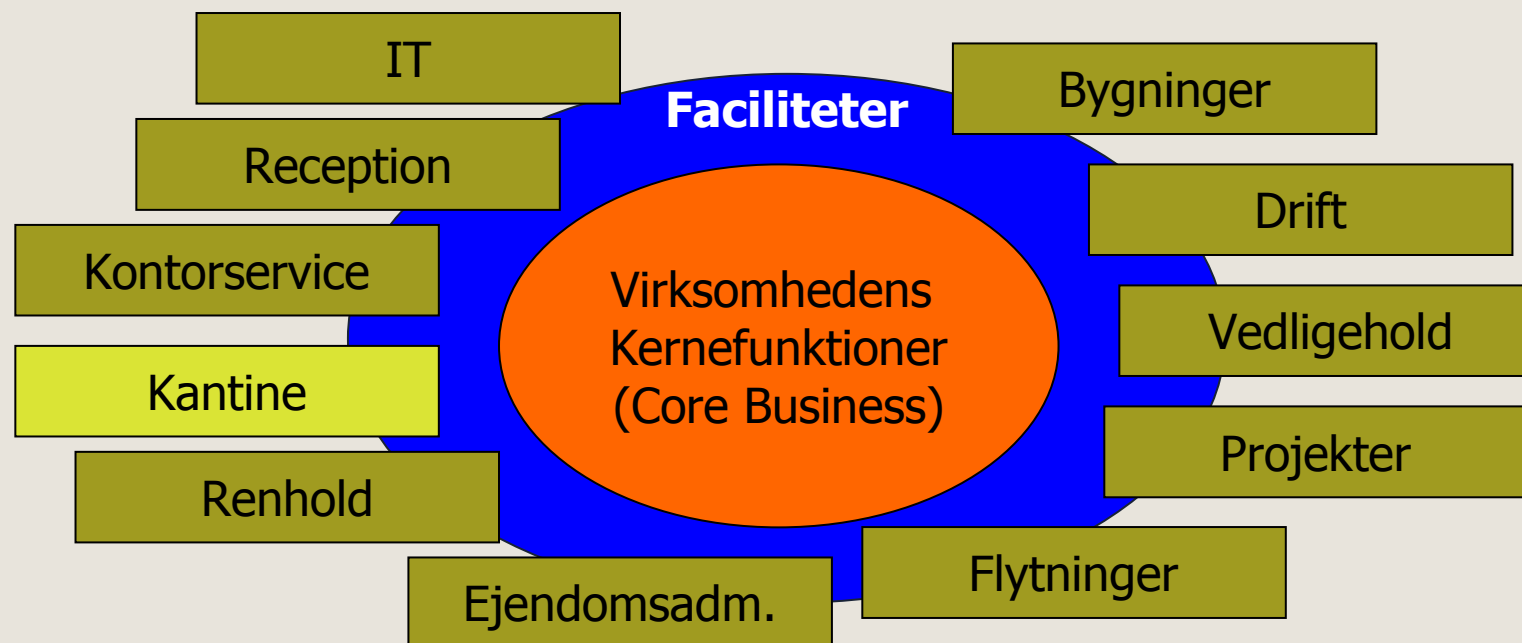 IT
Faciliteter
Bygninger
Reception
Drift
Kontorservice
Virksomhedens
Kernefunktioner
(Core Business)
Vedligehold
Kantine
Projekter
Renhold
Flytninger
Ejendomsadm.